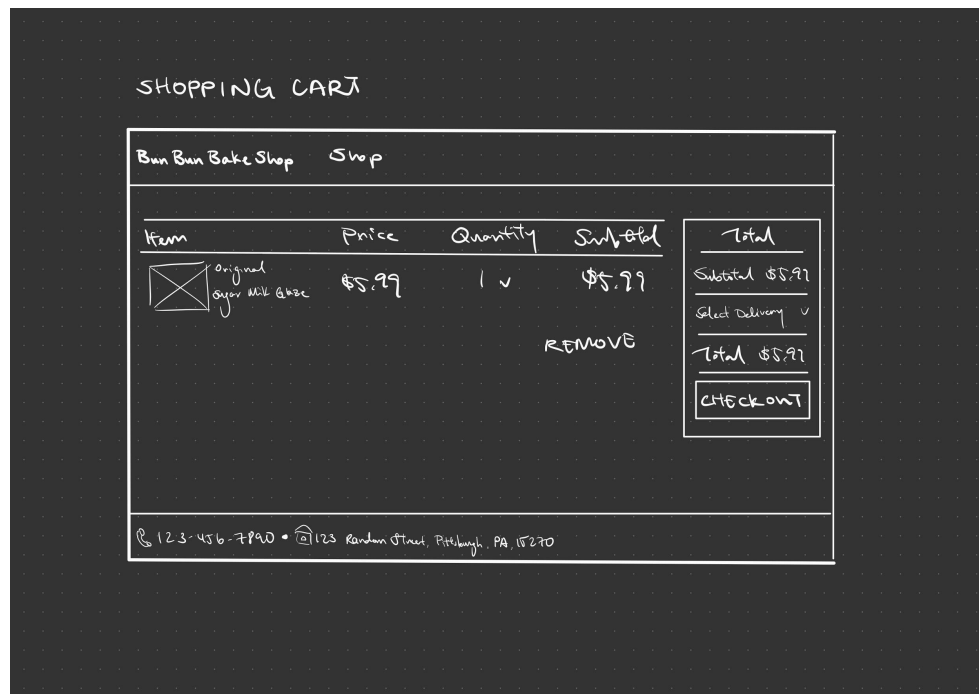 SHOPPING CART
Bun Bun Bake Shop Shop
Item Price Quantity Subtotal
Original
Sugar Milk Glaze
$5.99 1 $5.99
REMOVE
Total
Subtotal $5.99
Select Delivery
Total $5.99
CHECKOUT
123-456-7890 • 123 Random Street, Pittsburgh, PA, 15270